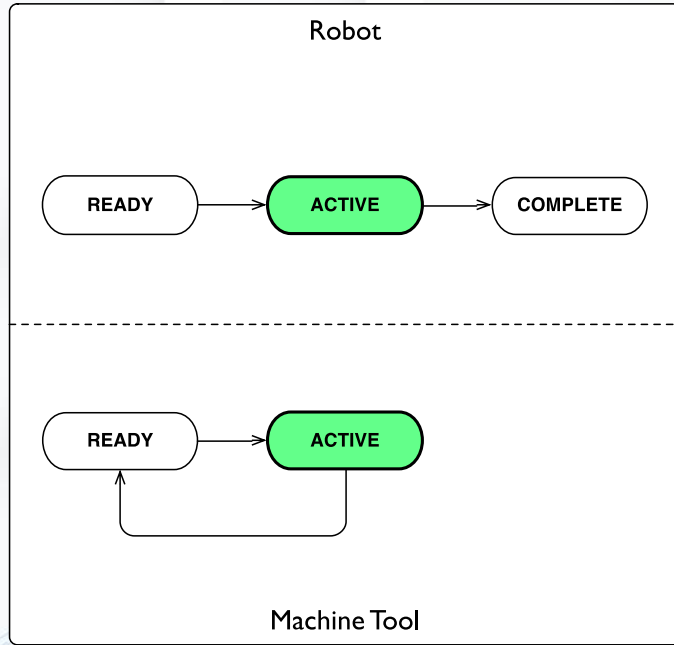 Robot
READY
ACTIVE
COMPLETE
READY
ACTIVE
Machine Tool